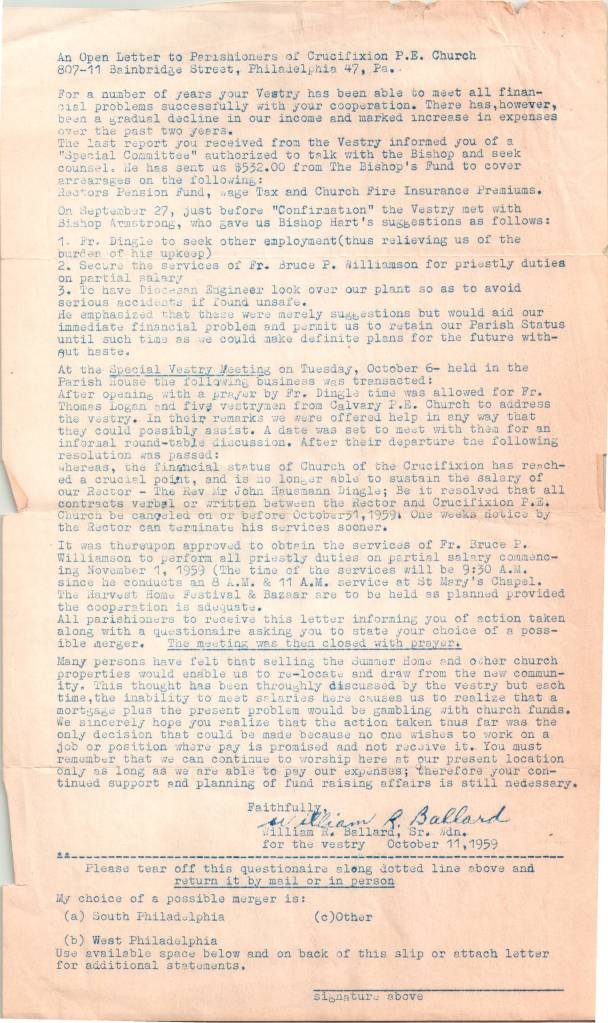 An Open Letter to Parishioners of Crucifixion P.E. Church
807-11 Bainbridge Street, Philadelphia 47, Pa.
For a number of years your Vestry has been able to meet all finan-
cial problems successfully with your cooperation. There has,however,
been a gradual decline in our income and marked increase in expenses
over the past two years.
The last report you received from the Vestry informed you of a
"Special Committee" authorized to talk with the Bishop and seek
counsel. He has sent us $532.00 from The Bishop's Fund to cover
arrearages on the following:
Rectors Pension Fund, Wage Tax and Church Fire Insurance Premiums.
On September 27, just before "Confirmation" the Vestry met with
Bishop Armstrong, who gave us Bishop Hart's suggestions as follows:
1. Fr. Dingle to seek other employment(thus relieving us of the
burden of his upkeep)
2. Secure the services of Fr. Bruce P. Williamson for priestly duties
on partial salary
3. To have Diocesan Engineer look over our plant so as to avoid
serious accidents if found unsafe.
He emphasized that these were merely suggestions but would aid our
immediate financial problem and permit us to retain our Parish Status
until such time as we could make definite plans for the future with-
out haste.
At the Special Vestry Meeting on Tuesday, October 6- held in the
Parish House the following business was transacted:
After opening with a prayer by Fr. Dingle time was allowed for Fr.
Thomas Logan and five vestrymen from Calvary P.E. Church to address
the vestry. In their remarks we were offered help in any way that
they could possibly assist. A date was set to meet with them for an
informal round-table discussion. After their departure the following
resolution was passed:
Whereas, the financial status of Church of the Crucifixion has reach-
ed a crucial point, and is no longer able to sustain the salary of
our Rector - The Rev Mr John Hausmann Dingle; Be it resolved that all
contracts verbal or written between the Rector and Crucifixion P.E.
Church be canceled on or before October31,1959. One weeks notice by
the Rector can terminate his services sooner.
It was thereupon approved to obtain the services of Fr. Bruce P.
Williamson to perform all priestly duties on partial salary commenc-
ing November 1, 1959 (The time of the services will be 9:30 A.M.
since he conducts an 8 A.M. & 11 A.M. service at St Mary's Chapel.
The Harvest Home Festival & Bazaar are to be held as planned provided
the cooperation is adequate.
All parishioners to receive this letter informing you of action taken
along with a questionaire asking you to state your choice of a poss-
ible merger. The meeting was then closed with prayer.
Many persons have felt that selling the Summer Home and other church
properties would enable us to re-locate and draw from the new commun-
ity. This thought has been throughly discussed by the vestry but each
time,the inability to meet salaries here causes us to realize that a
mortgage plus the present problem would be gambling with church funds.
We sincerely hope you realize that the action taken thus far was the
only decision that could be made because no one wishes to work on a
job or position where pay is promised and not receive it. You must
remember that we can continue to worship here at our present location
only as long as we are able to pay our expenses; therefore your con-
tinued support and planning of fund raising affairs is still necessary.
Faithfully,
William R. Ballard
William R. Ballard, Sr. Wdn.
for the vestry October 11,1959
Please tear off this questionaire along dotted line above and
return it by mail or in person
My choice of a possible merger is:
(a) South Philadelphia (c)Other
(b) West Philadelphia
Use available space below and on back of this slip or attach letter
for additional statements.
signature above